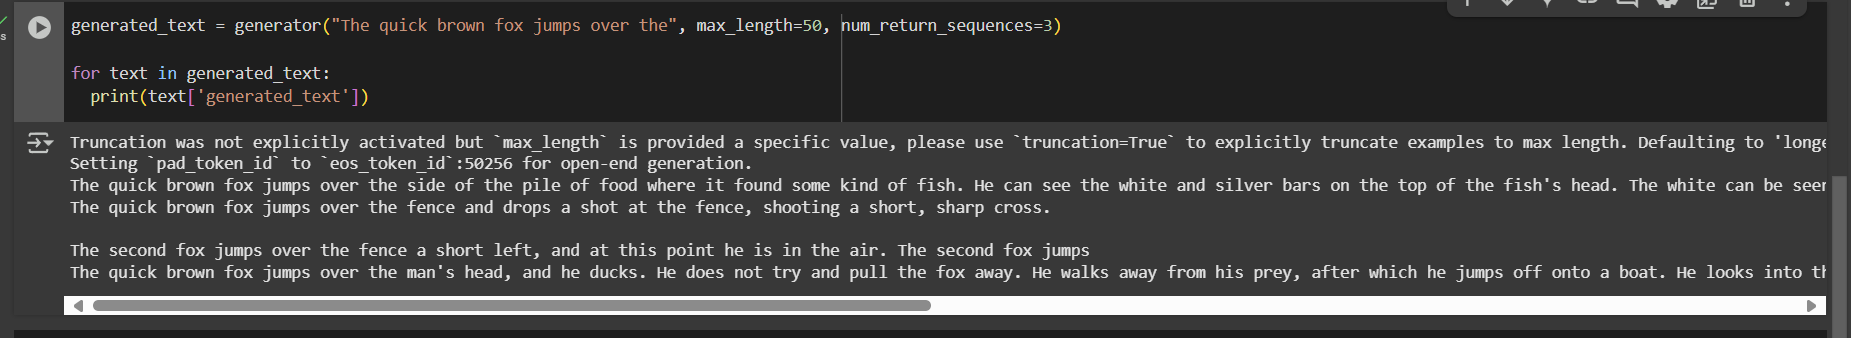 generated_text = generator("The quick brown fox jumps over the", max_length=50, num_return_sequences=3)
for text in generated_text:
  print(text['generated_text'])
s
Truncation was not explicitly activated but `max_length` is provided a specific value, please use `truncation=True` to explicitly truncate examples to max length. Defaulting to 'longe
Setting `pad_token_id` to `eos_token_id`:50256 for open-end generation.
The quick brown fox jumps over the side of the pile of food where it found some kind of fish. He can see the white and silver bars on the top of the fish's head. The white can be seen
The quick brown fox jumps over the fence and drops a shot at the fence, shooting a short, sharp cross.
The second fox jumps over the fence a short left, and at this point he is in the air. The second fox jumps
The quick brown fox jumps over the man's head, and he ducks. He does not try and pull the fox away. He walks away from his prey, after which he jumps off onto a boat. He looks into th